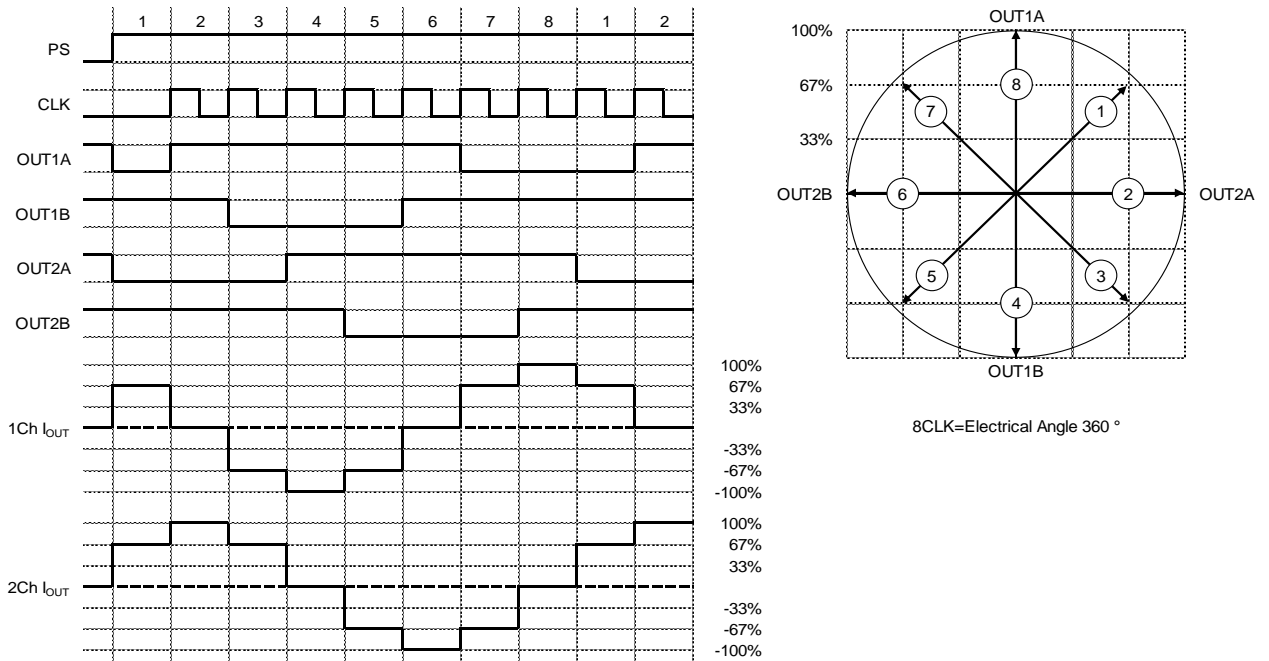 1 2 3 4 5 6 7 8 1 2
PS
CLK
OUT1A
OUT1B
OUT2A
OUT2B
1Ch IOUT
100%
67%
33%
-33%
-67%
-100%
2Ch IOUT
100%
67%
33%
-33%
-67%
-100%
OUT1A
100%
67%
33%
8
7
1
OUT2B
6
2
OUT2A
5
3
4
OUT1B
8CLK=Electrical Angle 360 °